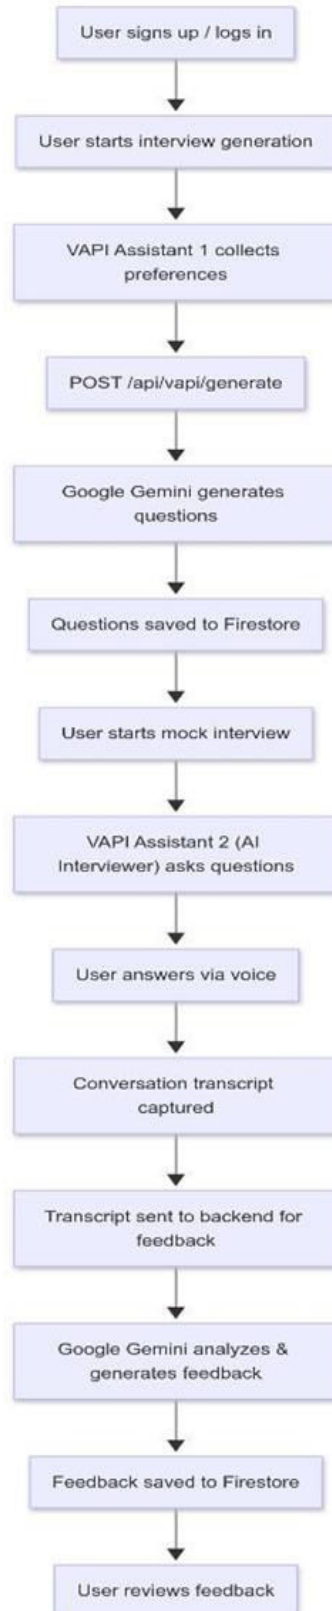 User signs up / logs in
User starts interview generation
VAPI Assistant 1 collects
preferences
POST /api/vapi/generate
Google Gemini generates
questions
Questions saved to Firestore
User starts mock interview
VAPI Assistant 2 (AI
Interviewer) asks questions
User answers via voice
Conversation transcript
captured
Transcript sent to backend for
feedback
Google Gemini analyzes &
generates feedback
Feedback saved to Firestore
User reviews feedback